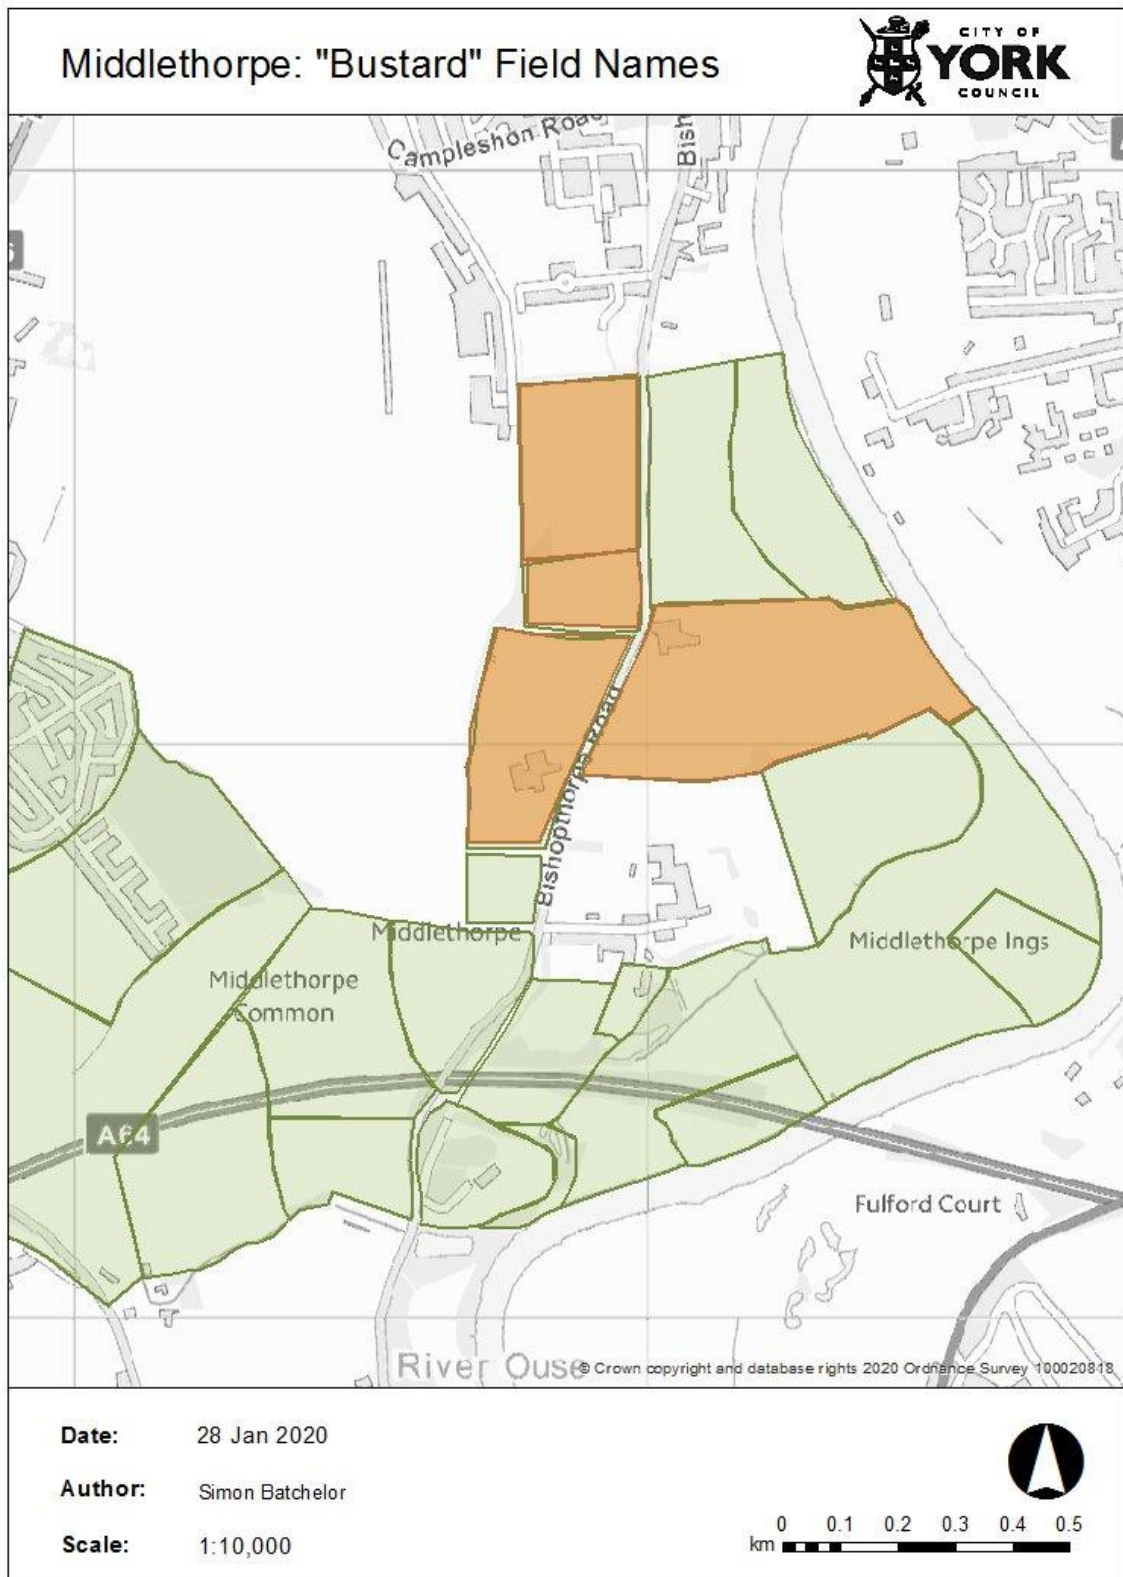 Middlethorpe: "Bustard" Field Names
CITY OF
YORK
COUNCIL
Campleshon Road
Bish
Bishopthorpe Road
Middlethorpe
Middlethorpe Ings
Middlethorpe
Common
A64
Fulford Court
River Ouse
© Crown copyright and database rights 2020 Ordnance Survey 100020818
Date: 28 Jan 2020
Author: Simon Batchelor
Scale: 1:10,000
0 0.1 0.2 0.3 0.4 0.5
km